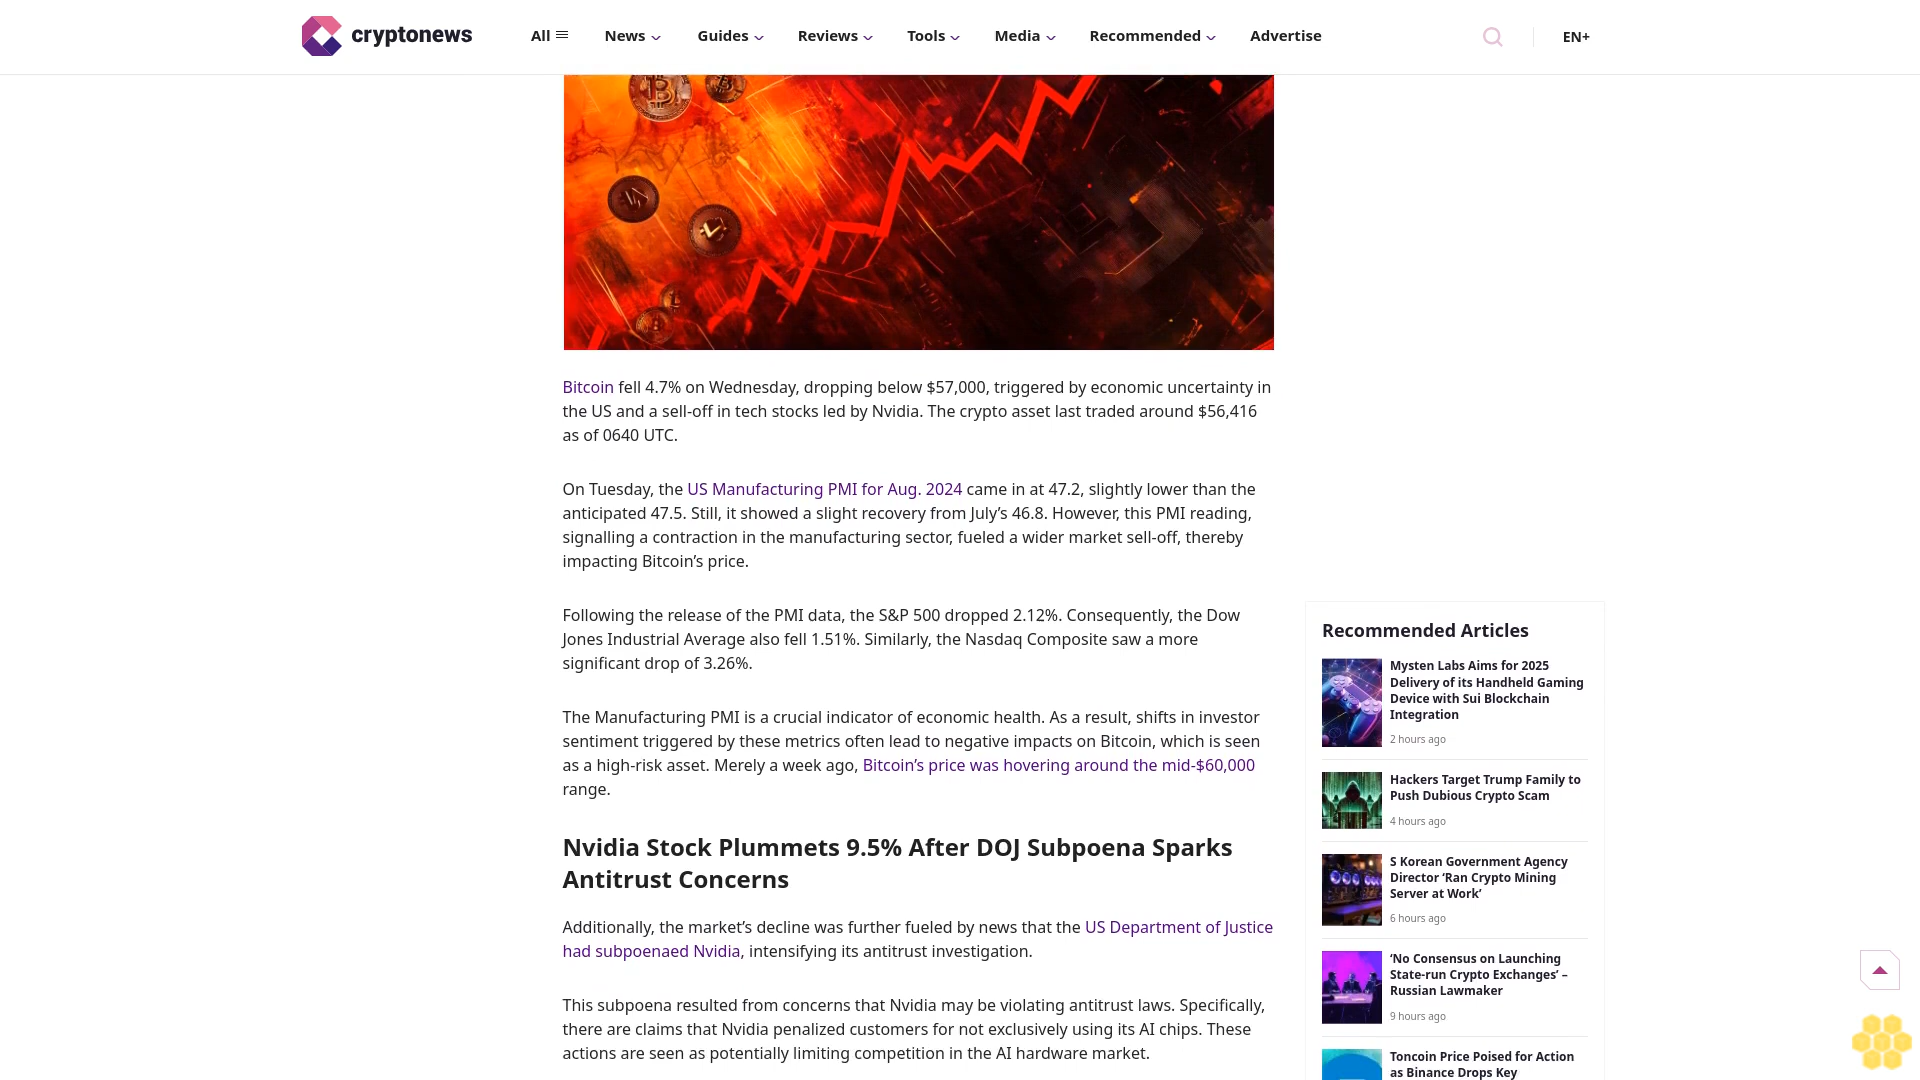 cryptonews
All
News
Guides
Reviews
Tools
Media
Recommended
Advertise
EN+
Bitcoin fell 4.7% on Wednesday, dropping below $57,000, triggered by economic uncertainty in
the US and a sell-off in tech stocks led by Nvidia. The crypto asset last traded around $56,416
as of 0640 UTC.
On Tuesday, the US Manufacturing PMI for Aug. 2024 came in at 47.2, slightly lower than the
anticipated 47.5. Still, it showed a slight recovery from July’s 46.8. However, this PMI reading,
signalling a contraction in the manufacturing sector, fueled a wider market sell-off, thereby
impacting Bitcoin’s price.
Following the release of the PMI data, the S&P 500 dropped 2.12%. Consequently, the Dow
Jones Industrial Average also fell 1.51%. Similarly, the Nasdaq Composite saw a more
significant drop of 3.26%.
The Manufacturing PMI is a crucial indicator of economic health. As a result, shifts in investor
sentiment triggered by these metrics often lead to negative impacts on Bitcoin, which is seen
as a high-risk asset. Merely a week ago, Bitcoin’s price was hovering around the mid-$60,000
range.
Nvidia Stock Plummets 9.5% After DOJ Subpoena Sparks
Antitrust Concerns
Additionally, the market’s decline was further fueled by news that the US Department of Justice
had subpoenaed Nvidia, intensifying its antitrust investigation.
This subpoena resulted from concerns that Nvidia may be violating antitrust laws. Specifically,
there are claims that Nvidia penalized customers for not exclusively using its AI chips. These
actions are seen as potentially limiting competition in the AI hardware market.
Recommended Articles
Mysten Labs Aims for 2025
Delivery of its Handheld Gaming
Device with Sui Blockchain
Integration
2 hours ago
Hackers Target Trump Family to
Push Dubious Crypto Scam
4 hours ago
S Korean Government Agency
Director ‘Ran Crypto Mining
Server at Work’
6 hours ago
‘No Consensus on Launching
State-run Crypto Exchanges’ –
Russian Lawmaker
9 hours ago
Toncoin Price Poised for Action
as Binance Drops Key